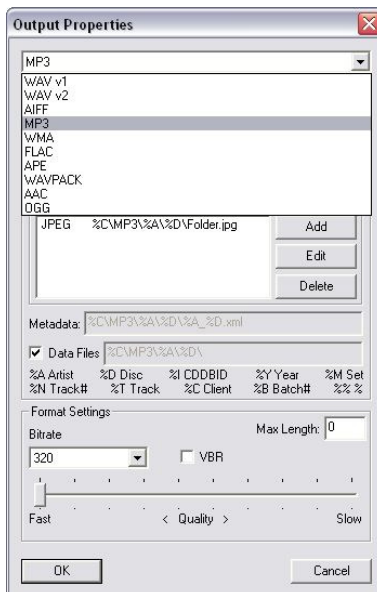 Output Properties
MP3
WAV v1
WAV v2
AIFF
MP3
WMA
FLAC
APE
WAVPACK
AAC
OGG
JPEG %C\MP3\%A\%D\Folder.jpg
Add
Edit
Delete
Metadata: %C\MP3\%A\%D\%A_%D.xml
Data Files %C\MP3\%A\%D\
%A Artist %D Disc %I CDDBID %Y Year %M Set
%N Track# %T Track %C Client %B Batch# %% %
Format Settings
Bitrate
Max Length: 0
320
VBR
Fast < Quality > Slow
OK
Cancel